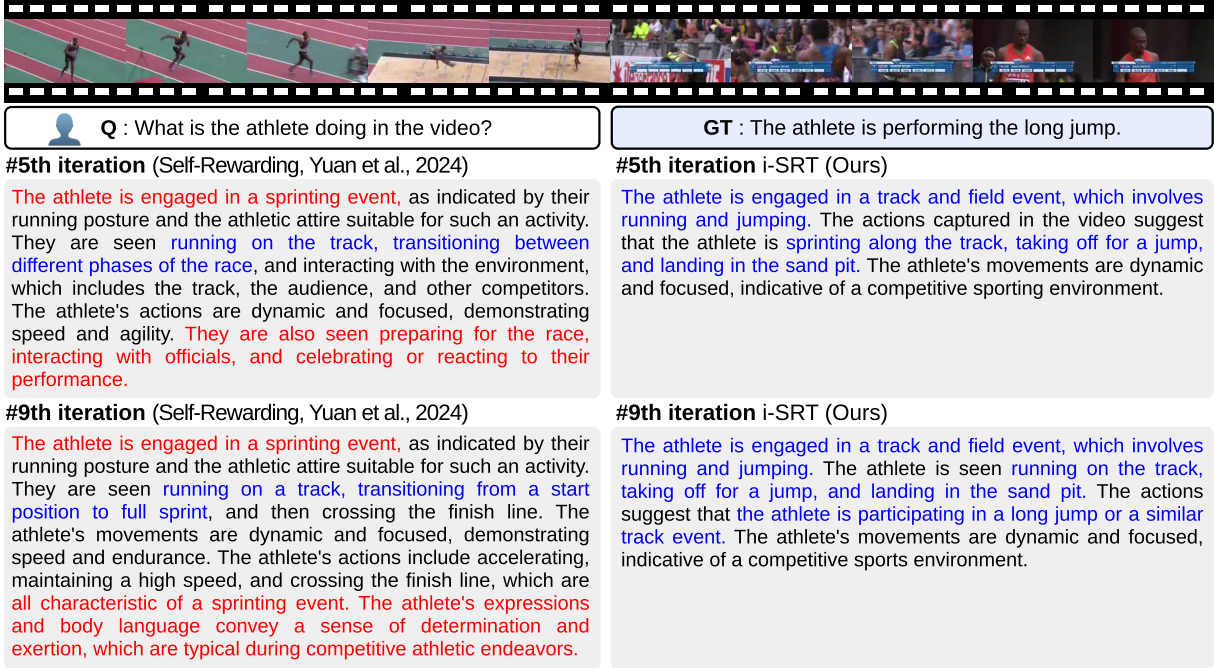 Q : What is the athlete doing in the video?
GT : The athlete is performing the long jump.
#5th iteration (Self-Rewarding, Yuan et al., 2024)
The athlete is engaged in a sprinting event, as indicated by their
running posture and the athletic attire suitable for such an activity.
They are seen running on the track, transitioning between
different phases of the race, and interacting with the environment,
which includes the track, the audience, and other competitors.
The athlete's actions are dynamic and focused, demonstrating
speed and agility. They are also seen preparing for the race,
interacting with officials, and celebrating or reacting to their
performance.
#5th iteration i-SRT (Ours)
The athlete is engaged in a track and field event, which involves
running and jumping. The actions captured in the video suggest
that the athlete is sprinting along the track, taking off for a jump,
and landing in the sand pit. The athlete's movements are dynamic
and focused, indicative of a competitive sporting environment.
#9th iteration (Self-Rewarding, Yuan et al., 2024)
The athlete is engaged in a sprinting event, as indicated by their
running posture and the athletic attire suitable for such an activity.
They are seen running on a track, transitioning from a start
position to full sprint, and then crossing the finish line. The
athlete's movements are dynamic and focused, demonstrating
speed and endurance. The athlete's actions include accelerating,
maintaining a high speed, and crossing the finish line, which are
all characteristic of a sprinting event. The athlete's expressions
and body language convey a sense of determination and
exertion, which are typical during competitive athletic endeavors.
#9th iteration i-SRT (Ours)
The athlete is engaged in a track and field event, which involves
running and jumping. The athlete is seen running on the track,
taking off for a jump, and landing in the sand pit. The actions
suggest that the athlete is participating in a long jump or a similar
track event. The athlete's movements are dynamic and focused,
indicative of a competitive sports environment.